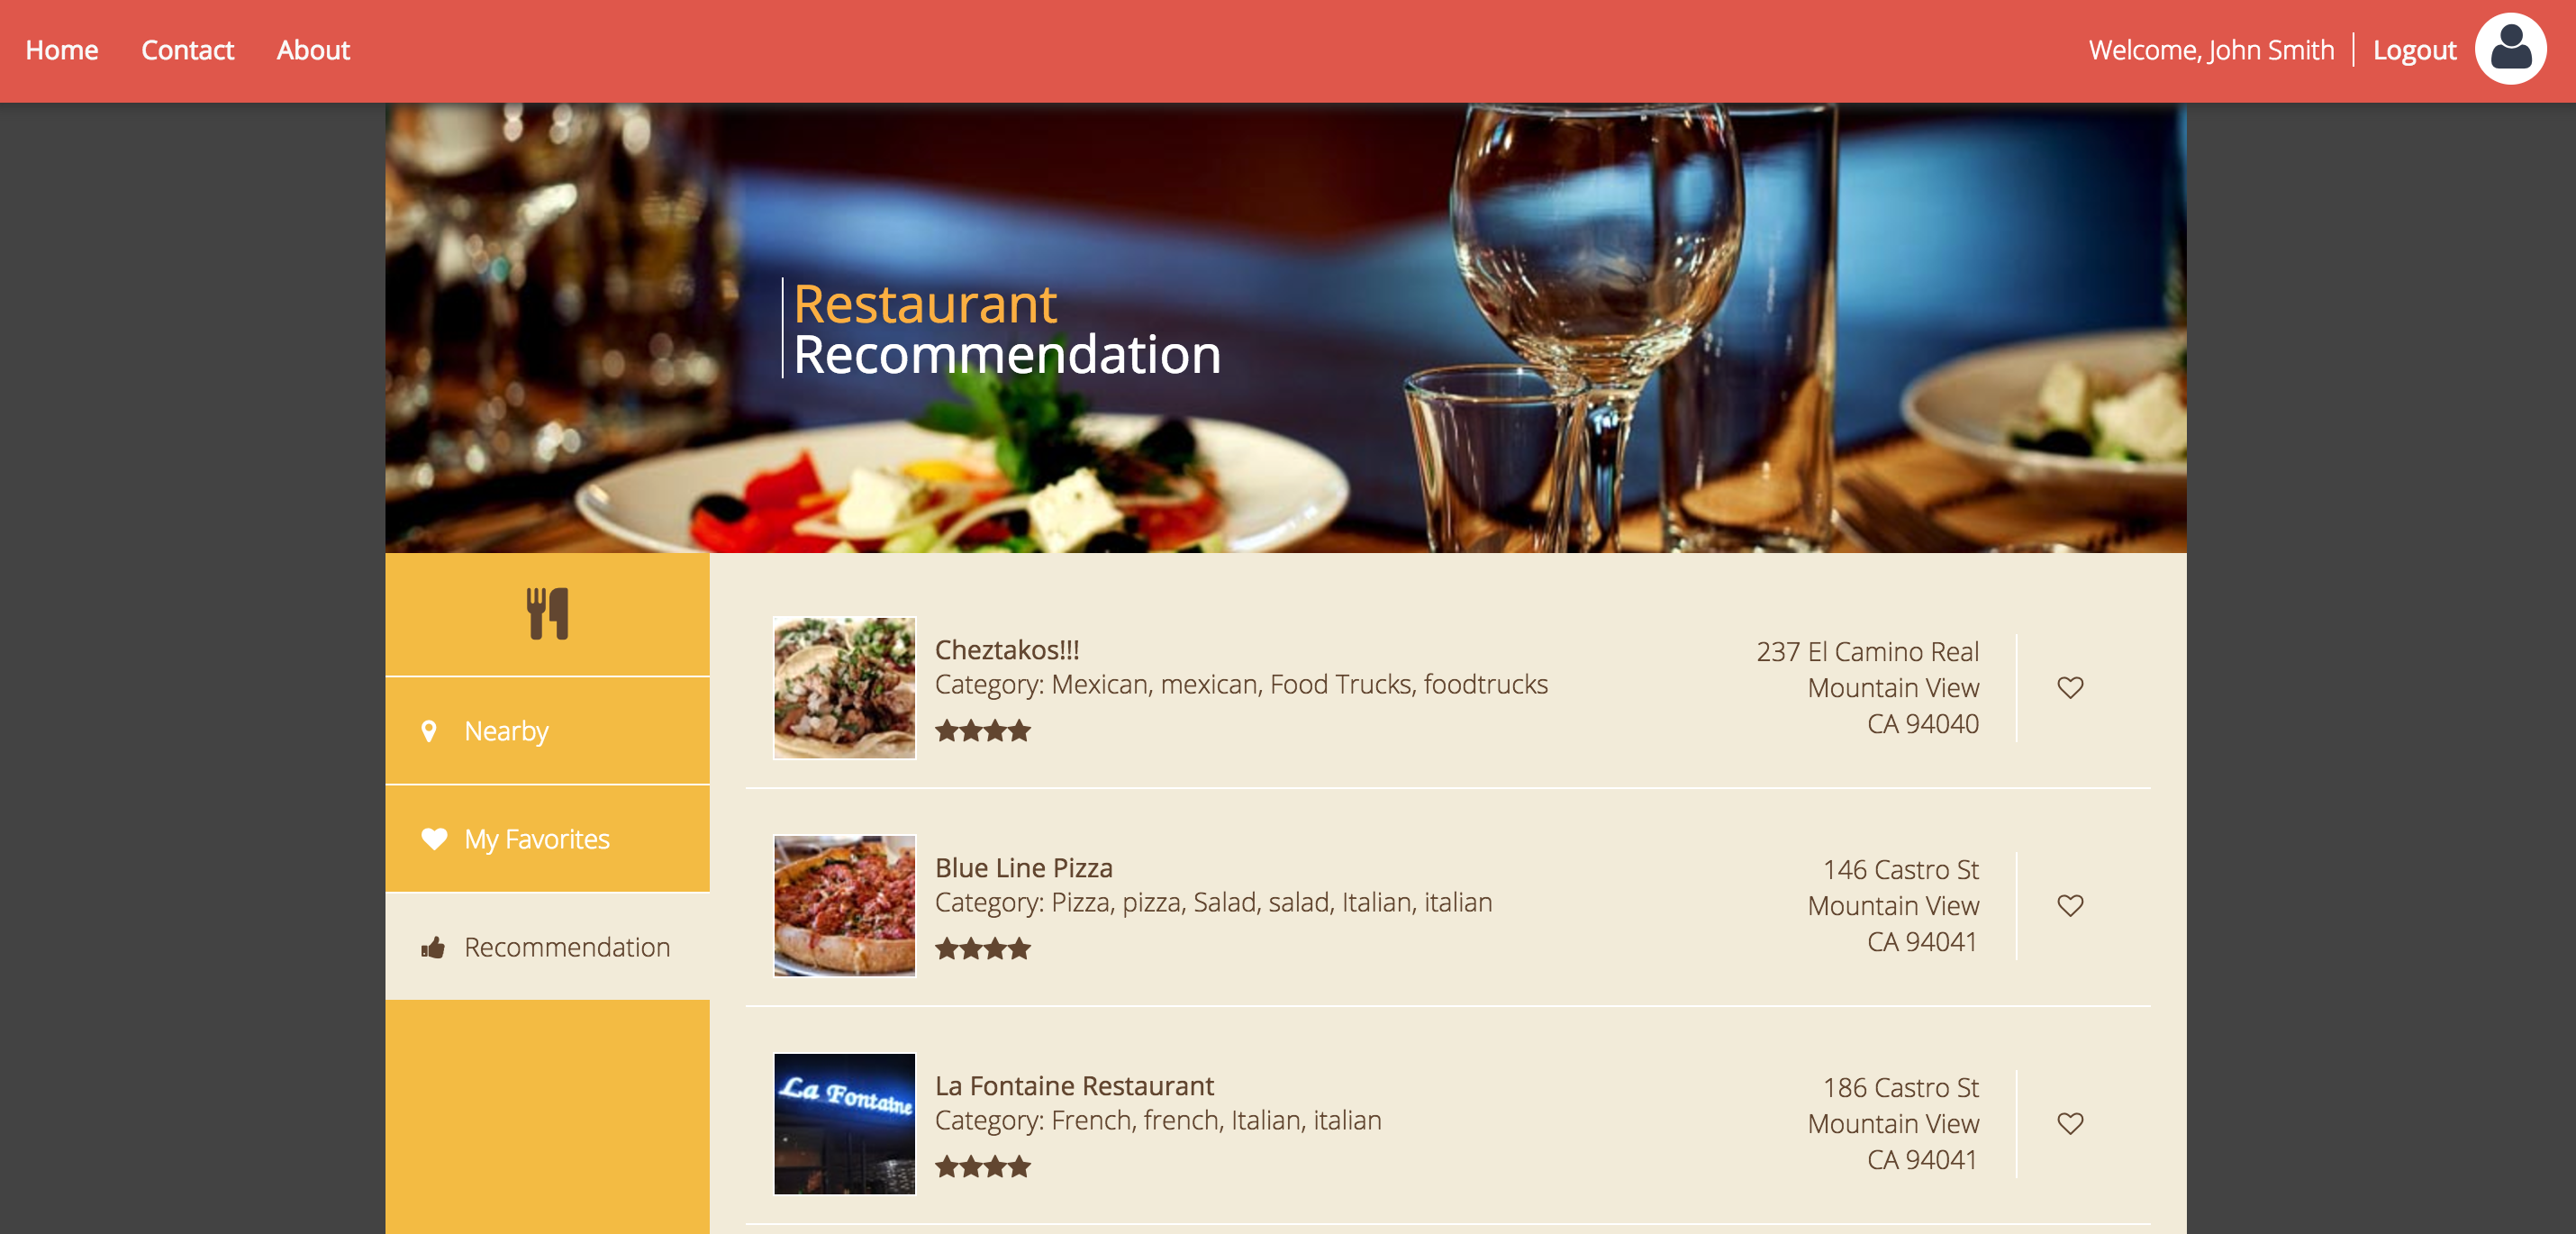 Home Contact About Welcome, John Smith Logout
Restaurant
Recommendation
Nearby
My Favorites
Recommendation
Cheztakos!!!
Category: Mexican, mexican, Food Trucks, foodtrucks
237 El Camino Real
Mountain View
CA 94040
Blue Line Pizza
Category: Pizza, pizza, Salad, salad, Italian, italian
146 Castro St
Mountain View
CA 94041
La Fontaine
La Fontaine Restaurant
Category: French, french, Italian, italian
186 Castro St
Mountain View
CA 94041